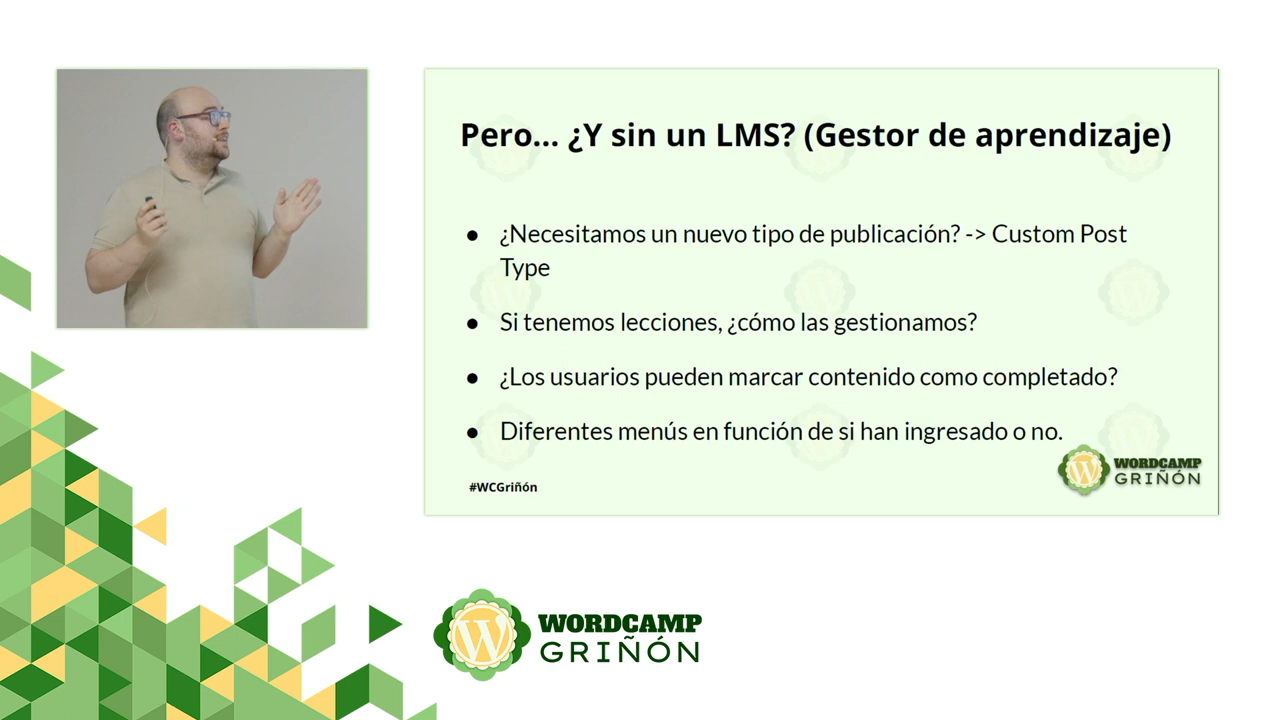 Pero... ¿Y sin un LMS? (Gestor de aprendizaje)
● ¿Necesitamos un nuevo tipo de publicación? -> Custom Post
Type
● Si tenemos lecciones, ¿cómo las gestionamos?
● ¿Los usuarios pueden marcar contenido como completado?
● Diferentes menús en función de si han ingresado o no.
#WCGriñón
WORDCAMP
GRIÑÓN
WORDCAMP
GRIÑÓN